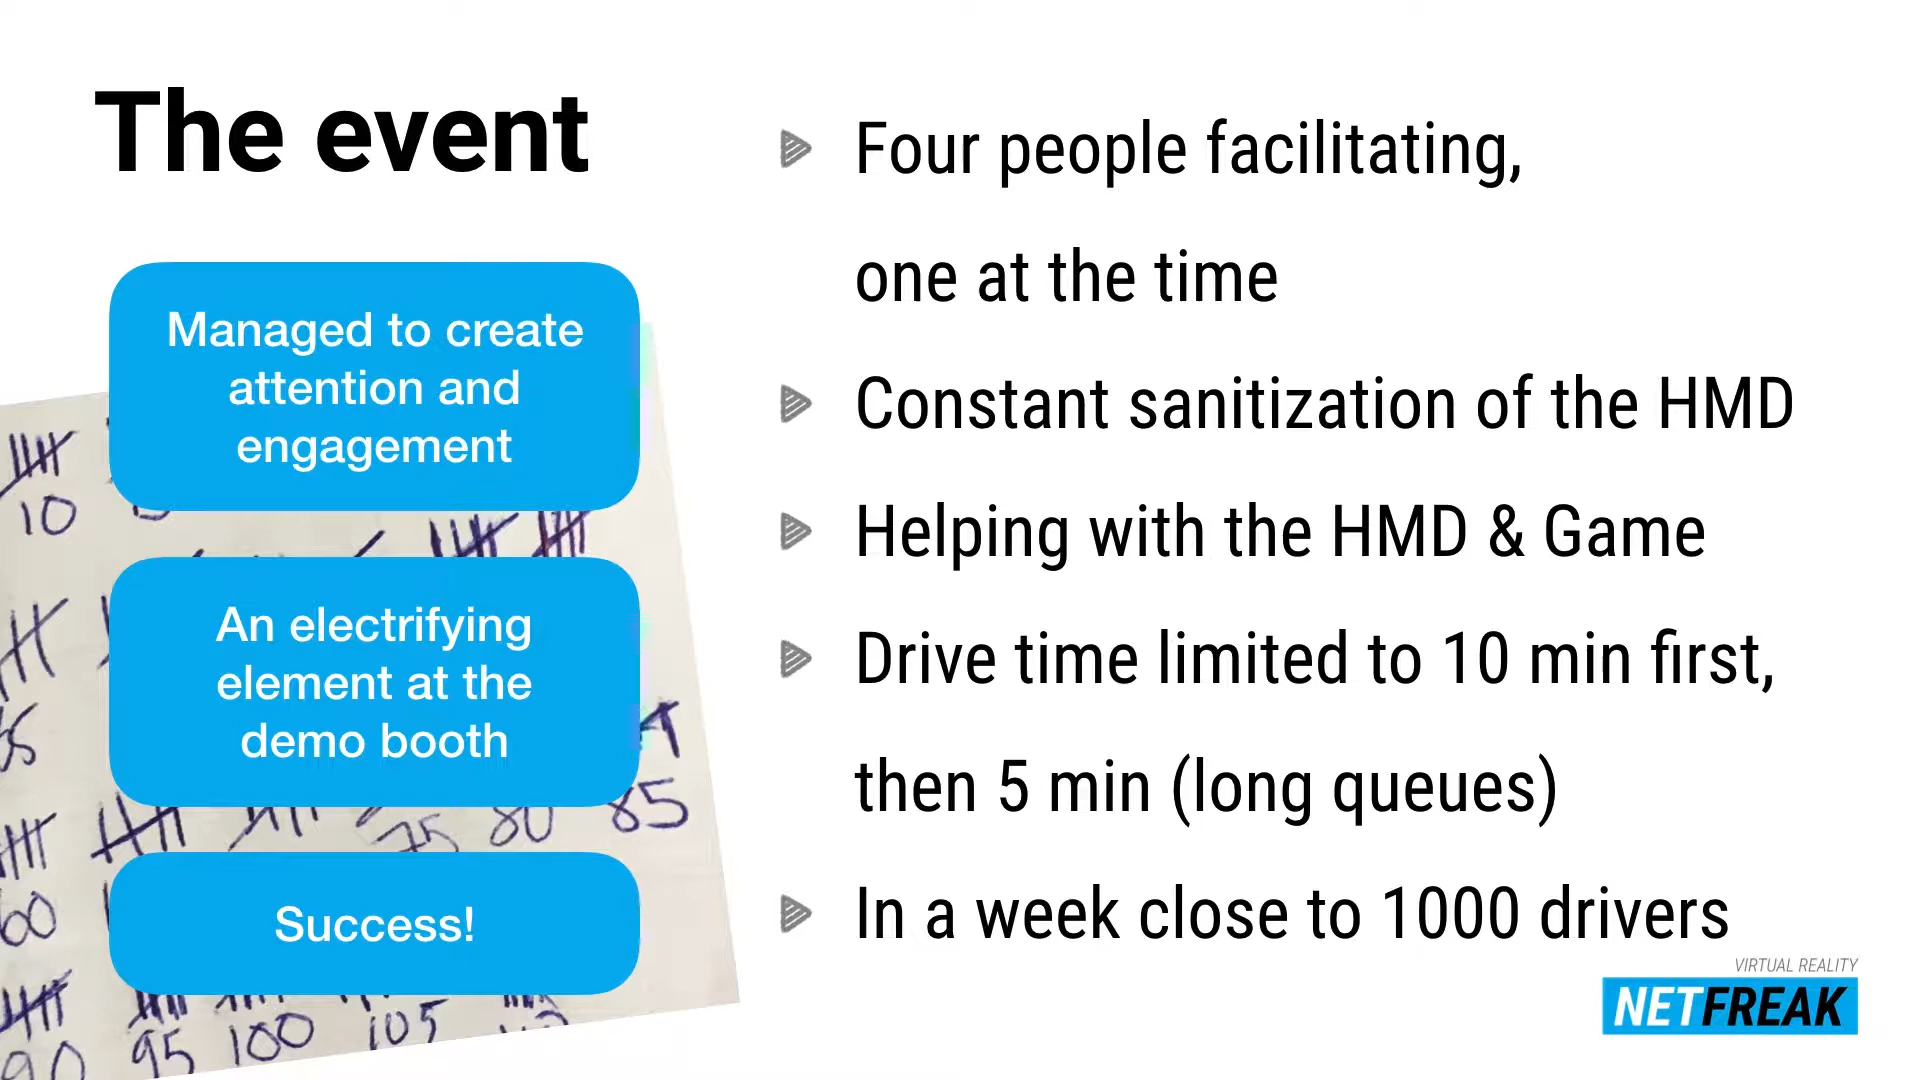 The event
Managed to create
attention and
engagement
An electrifying
element at the
demo booth
Success!
Four people facilitating,
one at the time
Constant sanitization of the HMD
Helping with the HMD & Game
Drive time limited to 10 min first,
then 5 min (long queues)
In a week close to 1000 drivers
10
75 80 85
60
90 95 100 105
VIRTUAL REALITY
NETFREAK